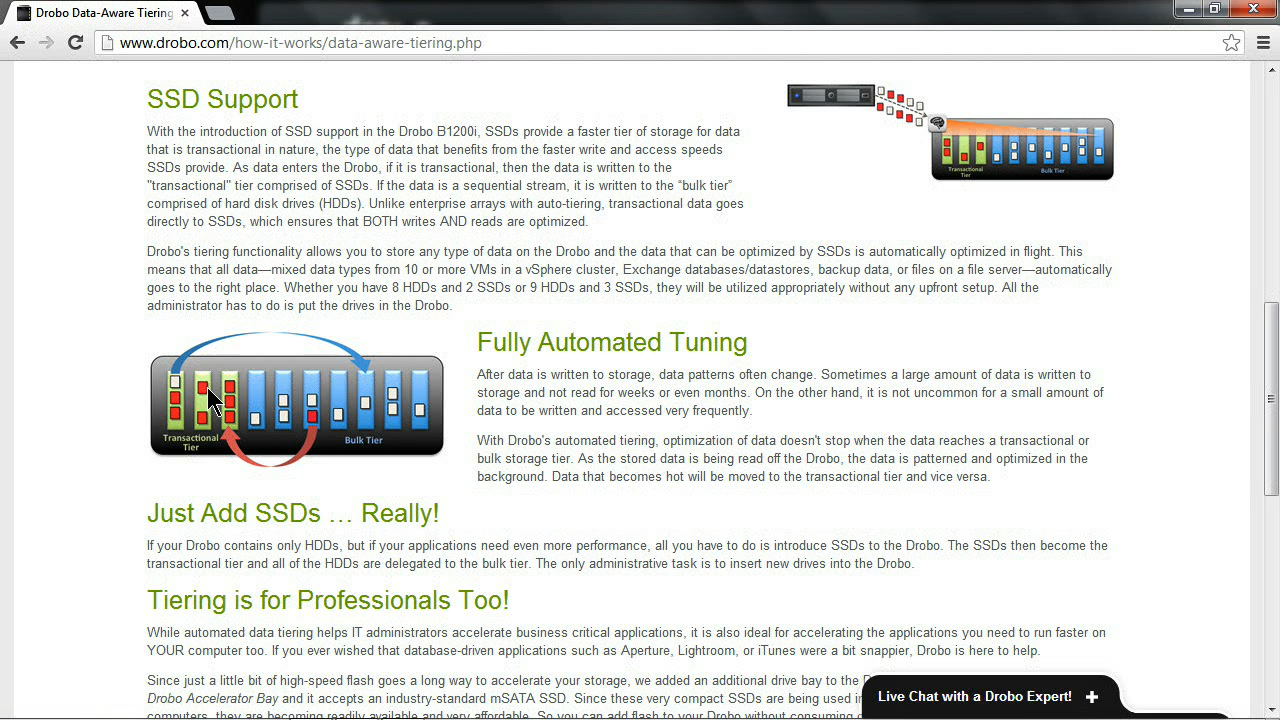 Drobo Data-Aware Tiering
www.drobo.com/how-it-works/data-aware-tiering.php
SSD Support
With the introduction of SSD support in the Drobo B1200i, SSDs provide a faster tier of storage for data
that is transactional in nature; the type of data that benefits from the faster write and access speeds
SSDs provide. As data enters the Drobo, if it is transactional, then the data is written to the
"transactional" tier comprised of SSDs. If the data is a sequential stream, it is written to the “bulk tier”
comprised of hard disk drives (HDDs). Unlike enterprise arrays with auto-tiering, transactional data goes
directly to SSDs, which ensures that BOTH writes AND reads are optimized.
Transactional
Tier
Bulk Tier
Drobo's tiering functionality allows you to store any type of data on the Drobo and the data that can be optimized by SSDs is automatically optimized in flight. This
means that all data—mixed data types from 10 or more VMs in a vSphere cluster, Exchange databases/datastores, backup data, or files on a file server—automatically
goes to the right place. Whether you have 8 HDDs and 2 SSDs or 9 HDDs and 3 SSDs, they will be utilized appropriately without any upfront setup. All the
administrator has to do is put the drives in the Drobo.
Transactional
Tier
Bulk Tier
Fully Automated Tuning
After data is written to storage, data patterns often change. Sometimes a large amount of data is written to
storage and not read for weeks or even months. On the other hand, it is not uncommon for a small amount of
data to be written and accessed very frequently.
With Drobo's automated tiering, optimization of data doesn't stop when the data reaches a transactional or
bulk storage tier. As the stored data is being read off the Drobo, the data is patterned and optimized in the
background. Data that becomes hot will be moved to the transactional tier and vice versa.
Just Add SSDs … Really!
If your Drobo contains only HDDs, but if your applications need even more performance, all you have to do is introduce SSDs to the Drobo. The SSDs then become the
transactional tier and all of the HDDs are delegated to the bulk tier. The only administrative task is to insert new drives into the Drobo.
Tiering is for Professionals Too!
While automated data tiering helps IT administrators accelerate business critical applications, it is also ideal for accelerating the applications you need to run faster on
YOUR computer too. If you ever wished that database-driven applications such as Aperture, Lightroom, or iTunes were a bit snappier, Drobo is here to help.
Since just a little bit of high-speed flash goes a long way to accelerate your storage, we added an additional drive bay to the
Drobo Accelerator Bay and it accepts an industry-standard mSATA SSD. Since these very compact SSDs are being used
computers, they are becoming readily available and very affordable. So you can add flash to your Drobo without consuming
Live Chat with a Drobo Expert! +